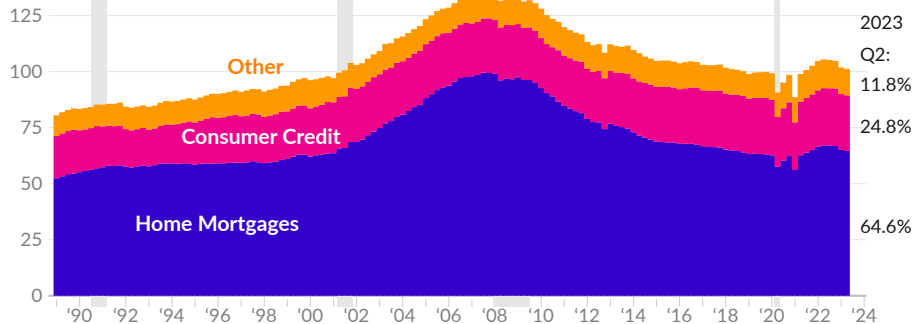 125
2023
Q2:
Other
100
11.8%
Consumer Credit
75
24.8%
50
Home Mortgages
64.6%
25
0
‘90 ‘92 ‘94 ‘96 ‘98 ‘00 ‘02 ‘04 ‘06 ‘08 ‘10 ‘12 ‘14 ‘16 ‘18 ‘20 ‘22 ‘24